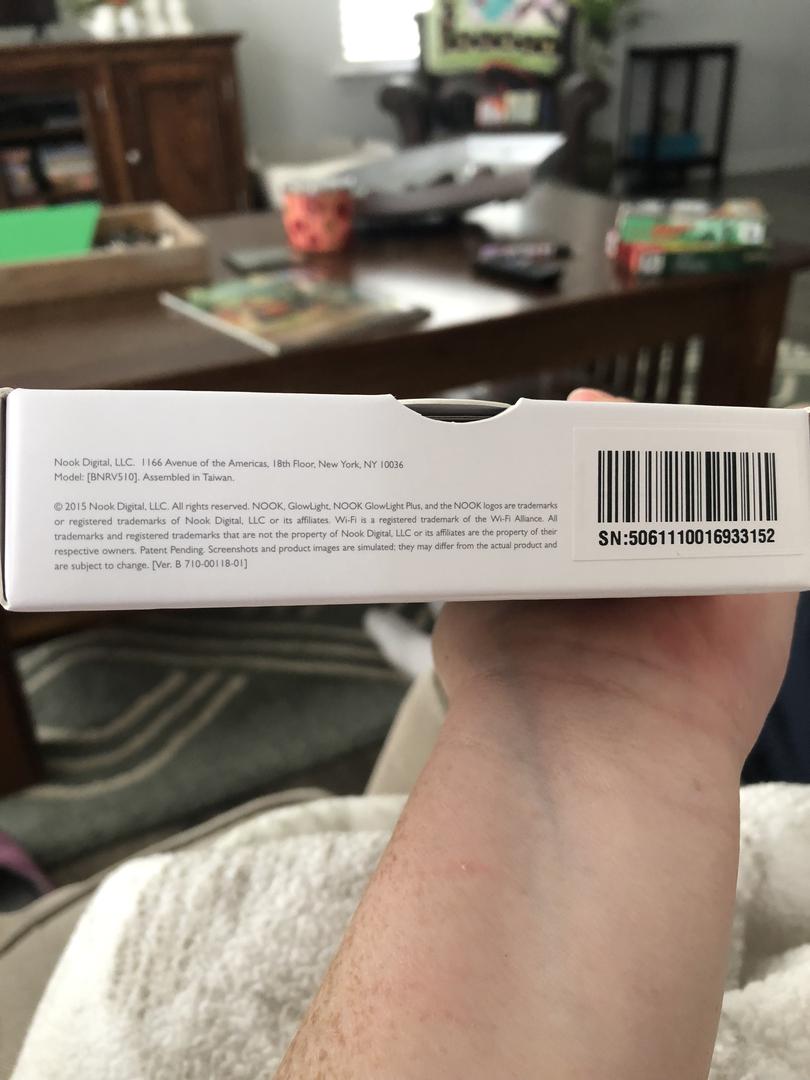 Nook Digital, LLC. 1166 Avenue of the Americas, 18th Floor, New York, NY 10036
Model: [BNRV510]. Assembled in Taiwan.
© 2015 Nook Digital, LLC. All rights reserved. NOOK, GlowLight, NOOK GlowLight Plus, and the NOOK logos are trademarks
or registered trademarks of Nook Digital, LLC or its affiliates. Wi-Fi is a registered trademark of the Wi-Fi Alliance. All
trademarks and registered trademarks that are not the property of Nook Digital, LLC or its affiliates are the property of their
respective owners. Patent Pending. Screenshots and product images are simulated; they may differ from the actual product and
are subject to change. [Ver. B 710-00118-01]
SN:5061110016933152